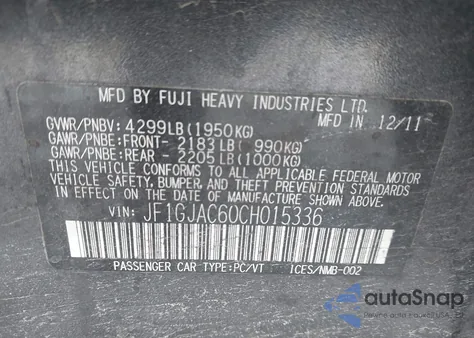 MFD BY FUJI HEAVY INDUSTRIES LTD.
MFD IN 12/11
GVWR/PNBV: 4299LB(1950KG)
GAWR/PNBE:FRONT- 2183LB( 990KG)
GAWR/PNBE:REAR - 2205LB(1000KG)
THIS VEHICLE CONFORMS TO ALL APPLICABLE FEDERAL MOTOR
VEHICLE SAFETY, BUMPER, AND THEFT PREVENTION STANDARDS
IN EFFECT ON THE DATE OF MANUFACTURE SHOWN ABOVE.
VIN: JF1GJAC60CH015336
PASSENGER CAR TYPE:PC/VT ICES/NMB-002
autoSnap